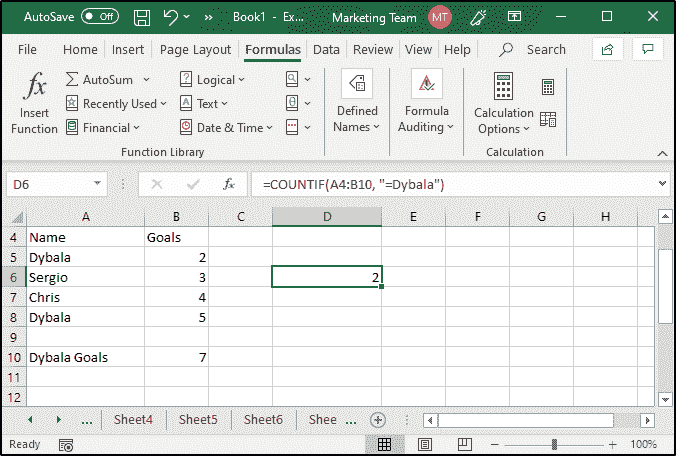 AutoSave Off Book1 - Ex... Marketing Team MT
File Home Insert Page Layout Formulas Data Review View Help Search
fx Insert Function
AutoSum Logical
Recently Used Text
Financial Date & Time
Function Library
Defined Names
Formula Auditing
Calculation Options
Calculation
D6 fx =COUNTIF(A4:B10, "=Dybala")
A B C D E F G H
4 Name Goals
5 Dybala 2
6 Sergio 3 2
7 Chris 4
8 Dybala 5
9
10 Dybala Goals 7
11
12
... Sheet4 Sheet5 Sheet6 Shee ...
Ready 100%